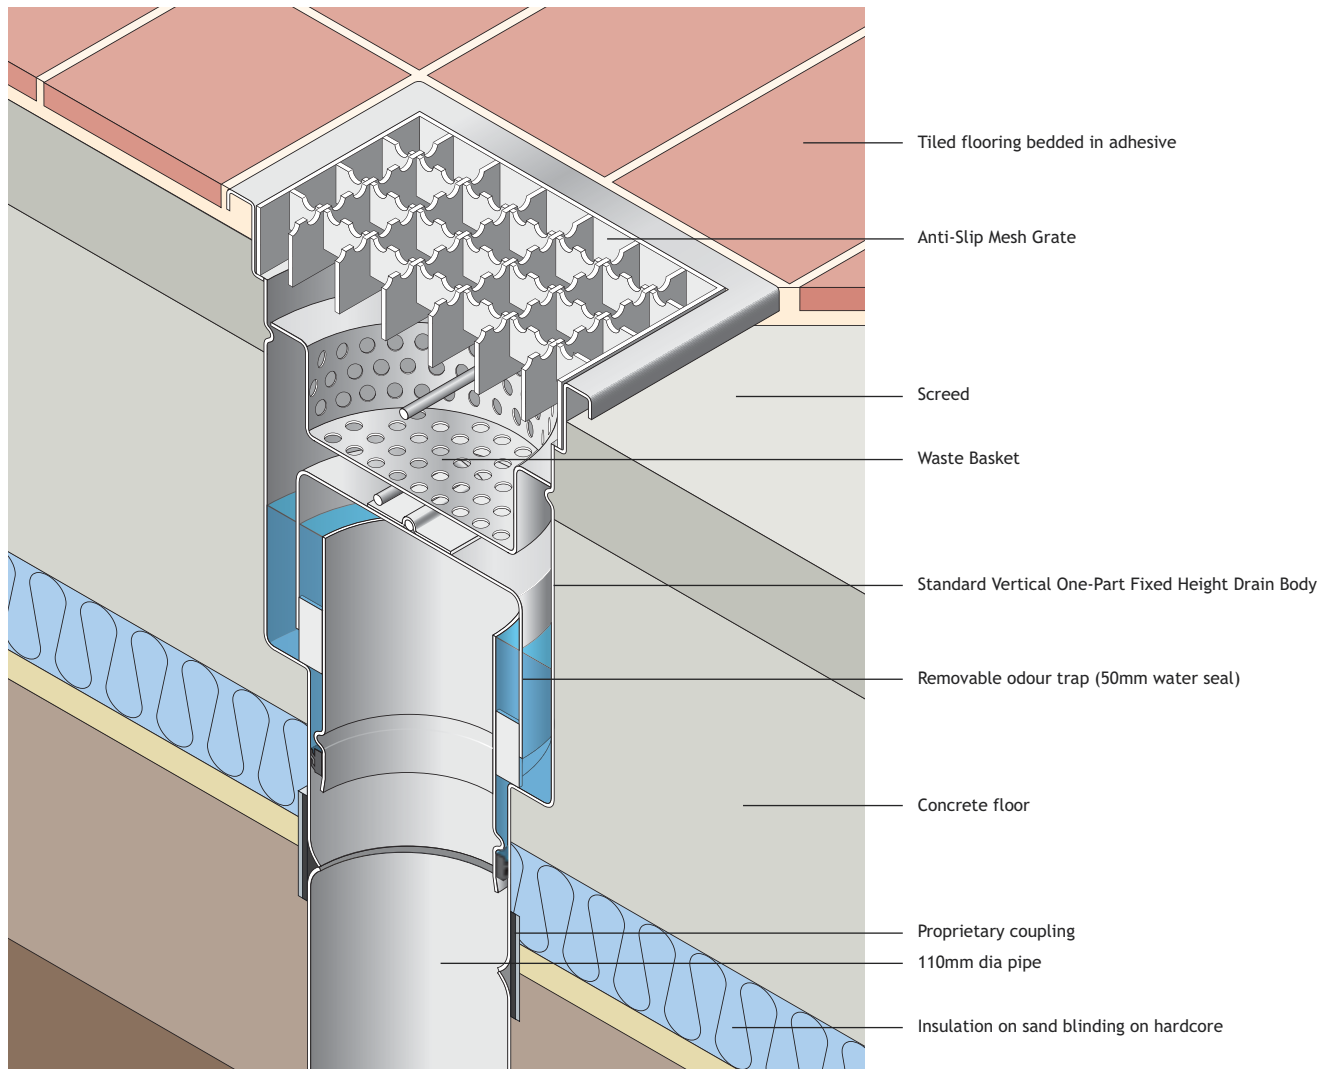 Tiled flooring bedded in adhesive
Anti-Slip Mesh Grate
Screed
Waste Basket
Standard Vertical One-Part Fixed Height Drain Body
Removable odour trap (50mm water seal)
Concrete floor
Proprietary coupling
110mm dia pipe
Insulation on sand blinding on hardcore